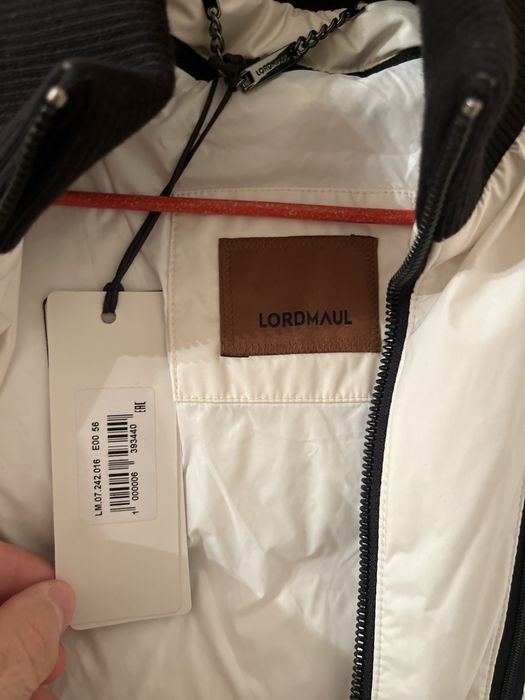 LORDMAUL
LORDMAUL
LM.07.242.016 E00 56
1 000006 393440
EAC